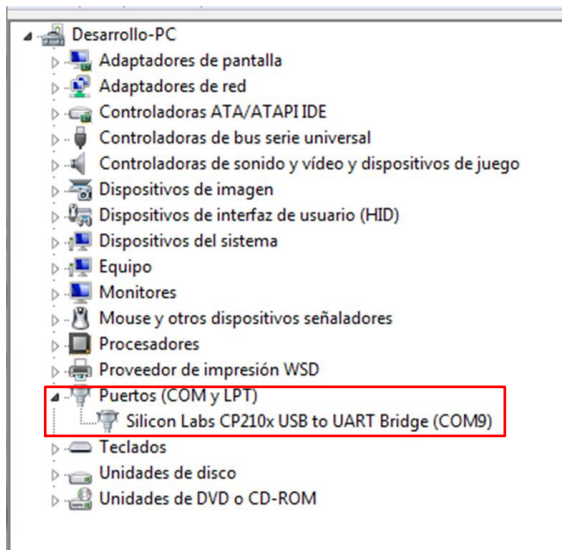 Desarrollo-PC
Adaptadores de pantalla
Adaptadores de red
Controladoras ATA/ATAPI IDE
Controladoras de bus serie universal
Controladoras de sonido y vídeo y dispositivos de juego
Dispositivos de imagen
Dispositivos de interfaz de usuario (HID)
Dispositivos del sistema
Equipo
Monitores
Mouse y otros dispositivos señaladores
Procesadores
Proveedor de impresión WSD
Puertos (COM y LPT)
Silicon Labs CP210x USB to UART Bridge (COM9)
Teclados
Unidades de disco
Unidades de DVD o CD-ROM